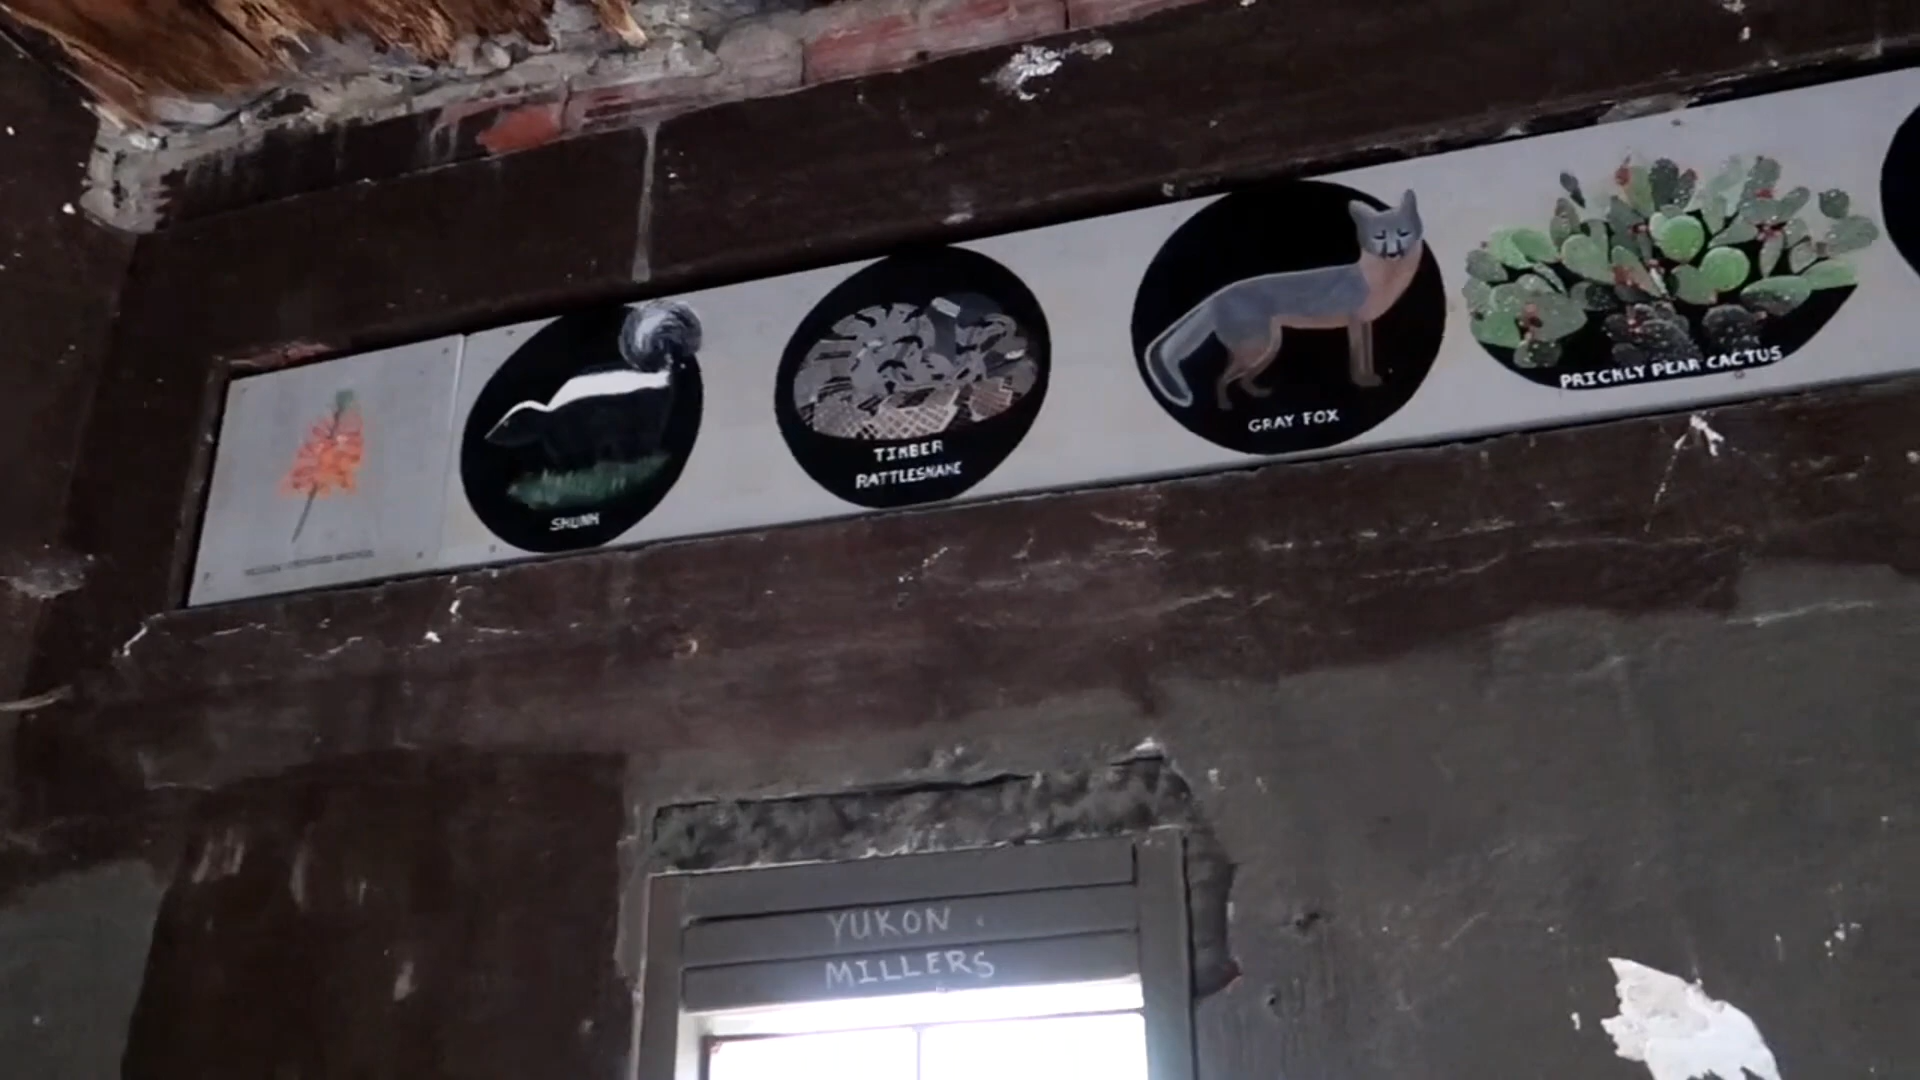 SKUNK
TIMBER
RATTLESNAKE
GRAY FOX
PRICKLY PEAR CACTUS
YUKON
MILLERS